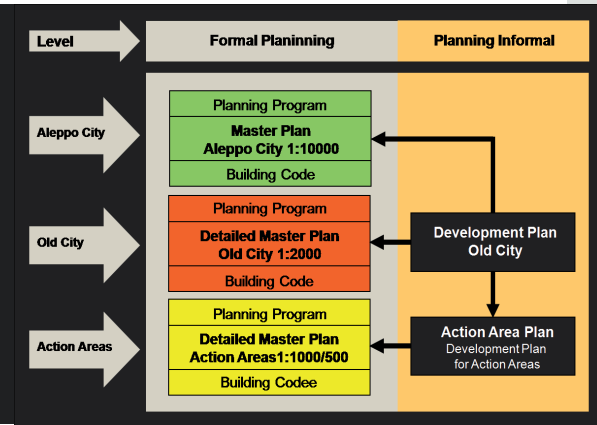 Level
Formal Planinning
Planning Informal
Aleppo City
Planning Program
Master Plan
Aleppo City 1:10000
Building Code
Old City
Planning Program
Detailed Master Plan
Old City 1:2000
Building Code
Development Plan
Old City
Action Areas
Planning Program
Detailed Master Plan
Action Areas1:1000/500
Building Codee
Action Area Plan
Development Plan
for Action Areas